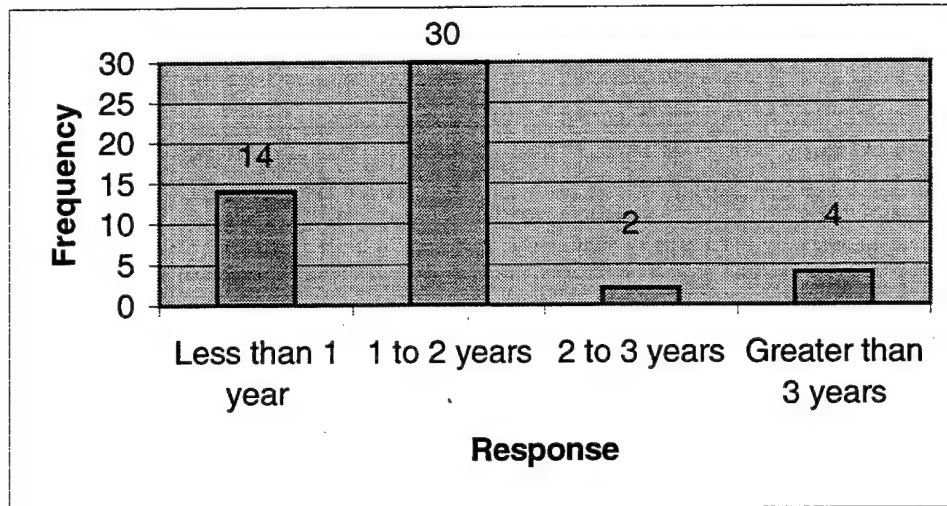 30
30
25
20
15
10
5
0
Frequency
14
2
4
Less than 1 year
1 to 2 years
2 to 3 years
Greater than 3 years
Response